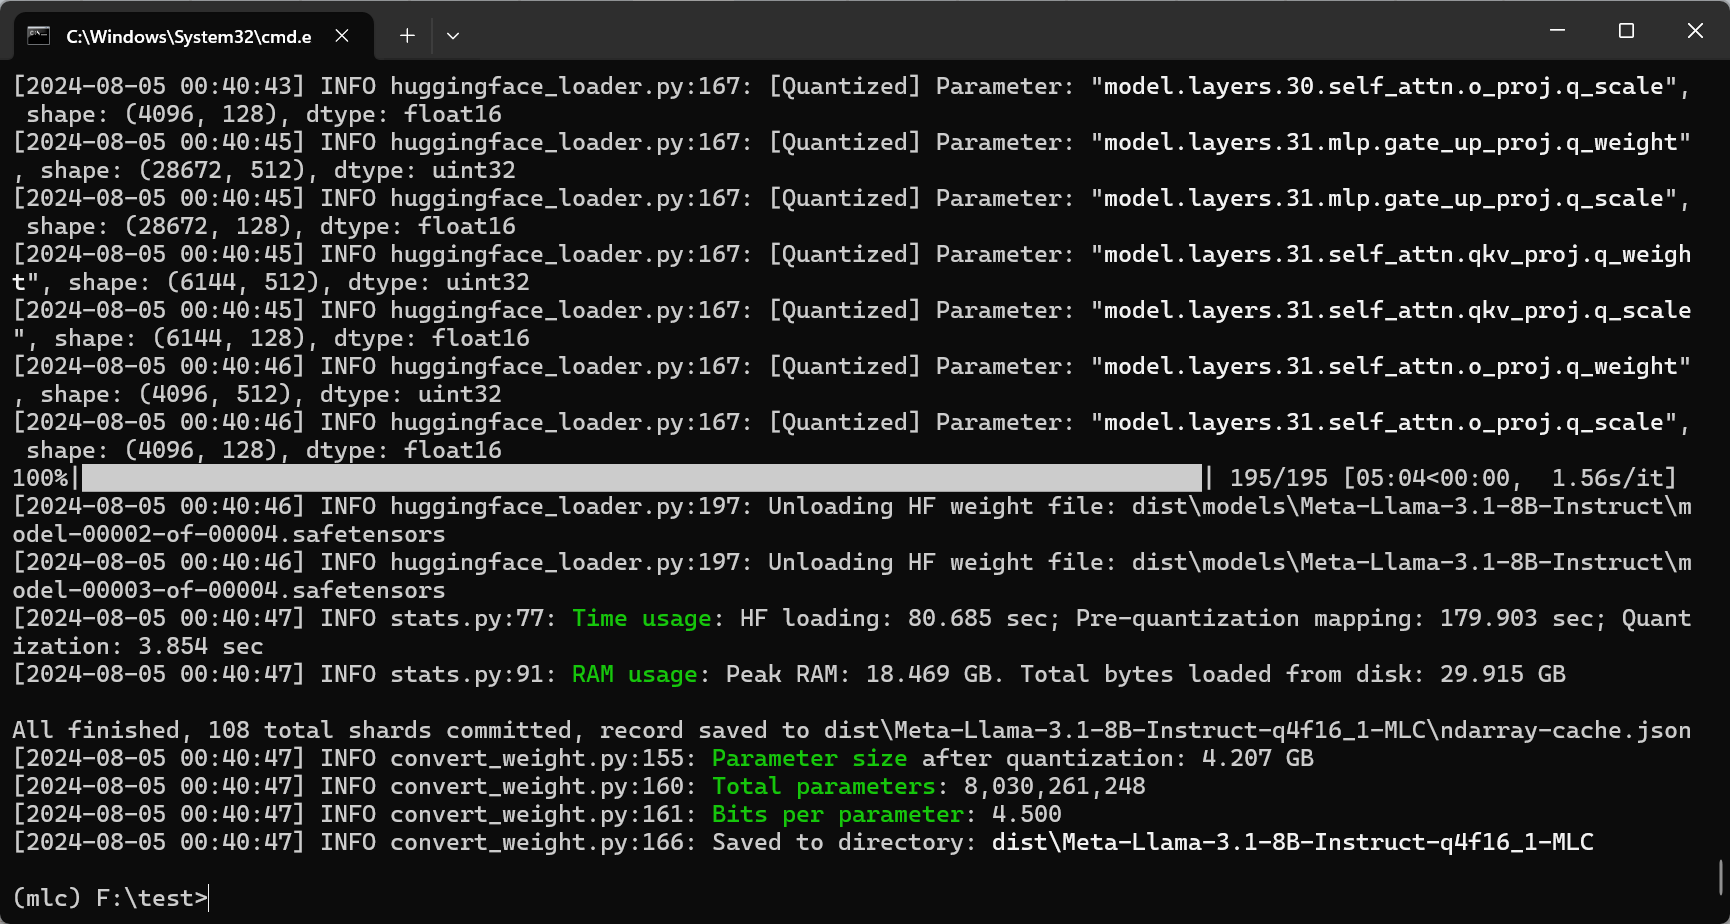 C:\Windows\System32\cmd.e
[2024-08-05 00:40:43] INFO huggingface_loader.py:167: [Quantized] Parameter: "model.layers.30.self_attn.o_proj.q_scale",
 shape: (4096, 128), dtype: float16
[2024-08-05 00:40:45] INFO huggingface_loader.py:167: [Quantized] Parameter: "model.layers.31.mlp.gate_up_proj.q_weight"
, shape: (28672, 512), dtype: uint32
[2024-08-05 00:40:45] INFO huggingface_loader.py:167: [Quantized] Parameter: "model.layers.31.mlp.gate_up_proj.q_scale",
 shape: (28672, 128), dtype: float16
[2024-08-05 00:40:45] INFO huggingface_loader.py:167: [Quantized] Parameter: "model.layers.31.self_attn.qkv_proj.q_weigh
t", shape: (6144, 512), dtype: uint32
[2024-08-05 00:40:45] INFO huggingface_loader.py:167: [Quantized] Parameter: "model.layers.31.self_attn.qkv_proj.q_scale
", shape: (6144, 128), dtype: float16
[2024-08-05 00:40:46] INFO huggingface_loader.py:167: [Quantized] Parameter: "model.layers.31.self_attn.o_proj.q_weight"
, shape: (4096, 512), dtype: uint32
[2024-08-05 00:40:46] INFO huggingface_loader.py:167: [Quantized] Parameter: "model.layers.31.self_attn.o_proj.q_scale",
 shape: (4096, 128), dtype: float16
100%| | 195/195 [05:04<00:00,  1.56s/it]
[2024-08-05 00:40:46] INFO huggingface_loader.py:197: Unloading HF weight file: dist\models\Meta-Llama-3.1-8B-Instruct\m
odel-00002-of-00004.safetensors
[2024-08-05 00:40:46] INFO huggingface_loader.py:197: Unloading HF weight file: dist\models\Meta-Llama-3.1-8B-Instruct\m
odel-00003-of-00004.safetensors
[2024-08-05 00:40:47] INFO stats.py:77: Time usage: HF loading: 80.685 sec; Pre-quantization mapping: 179.903 sec; Quant
ization: 3.854 sec
[2024-08-05 00:40:47] INFO stats.py:91: RAM usage: Peak RAM: 18.469 GB. Total bytes loaded from disk: 29.915 GB
All finished, 108 total shards committed, record saved to dist\Meta-Llama-3.1-8B-Instruct-q4f16_1-MLC\ndarray-cache.json
[2024-08-05 00:40:47] INFO convert_weight.py:155: Parameter size after quantization: 4.207 GB
[2024-08-05 00:40:47] INFO convert_weight.py:160: Total parameters: 8,030,261,248
[2024-08-05 00:40:47] INFO convert_weight.py:161: Bits per parameter: 4.500
[2024-08-05 00:40:47] INFO convert_weight.py:166: Saved to directory: dist\Meta-Llama-3.1-8B-Instruct-q4f16_1-MLC
(mlc) F:\test>